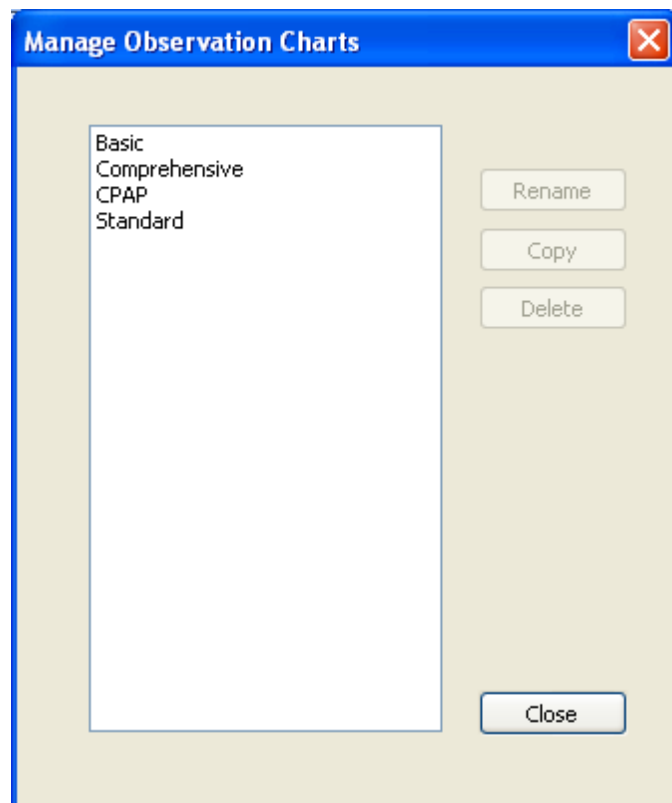 Manage Observation Charts
Basic
Comprehensive
CPAP
Standard
Rename
Copy
Delete
Close